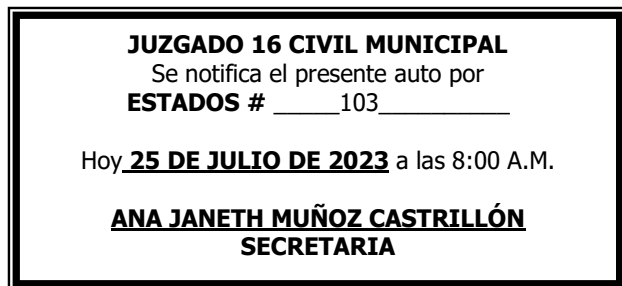 JUZGADO 16 CIVIL MUNICIPAL
Se notifica el presente auto por
ESTADOS # _____103__________
Hoy 25 DE JULIO DE 2023 a las 8:00 A.M.
ANA JANETH MUÑOZ CASTRILLÓN
SECRETARIA